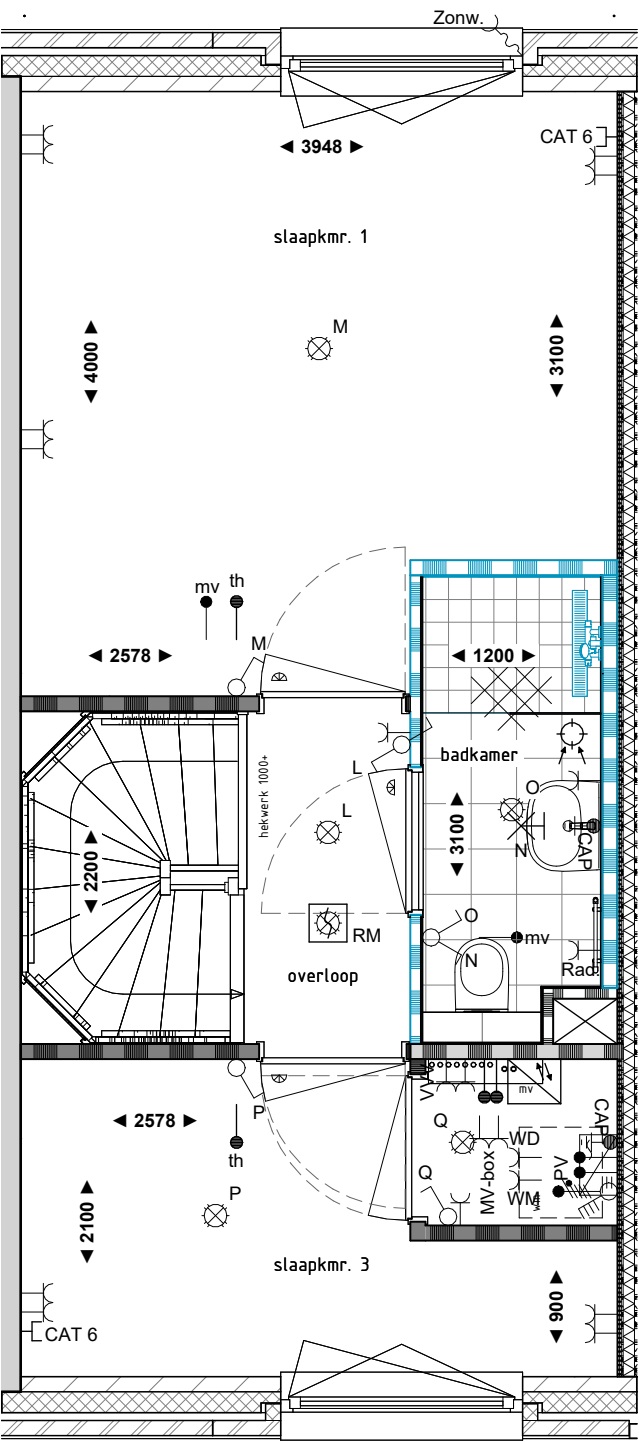 Zonw.
◄ 3948 ►
CAT 6
slaapkmr. 1
M
◄ 4000 ►
◄ 3100 ►
mv
th
M
◄ 2578 ►
◄ 1200 ►
hekwerk 1000+
L
badkamer
L
O
N
CAP
◄ 2200 ►
◄ 3100 ►
RM
O
N
mv
Rad.
overloop
P
◄ 2578 ►
th
P
MV
mv
Q
WD
CAP
Q
MV-box
WM
PV
◄ 2100 ►
slaapkmr. 3
◄ 900 ►
CAT 6